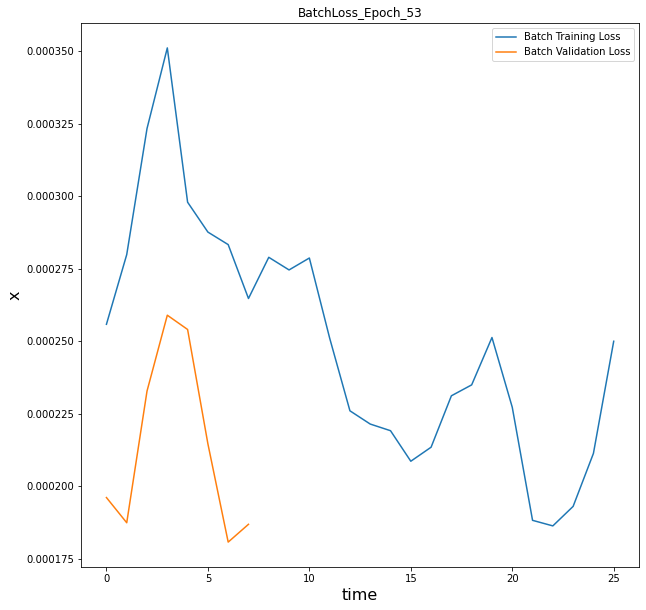 BatchLoss_Epoch_53
Batch Training Loss
Batch Validation Loss
0.000350
0.000325
0.000300
0.000275
0.000250
0.000225
0.000200
0.000175
x
0 5 10 15 20 25
time